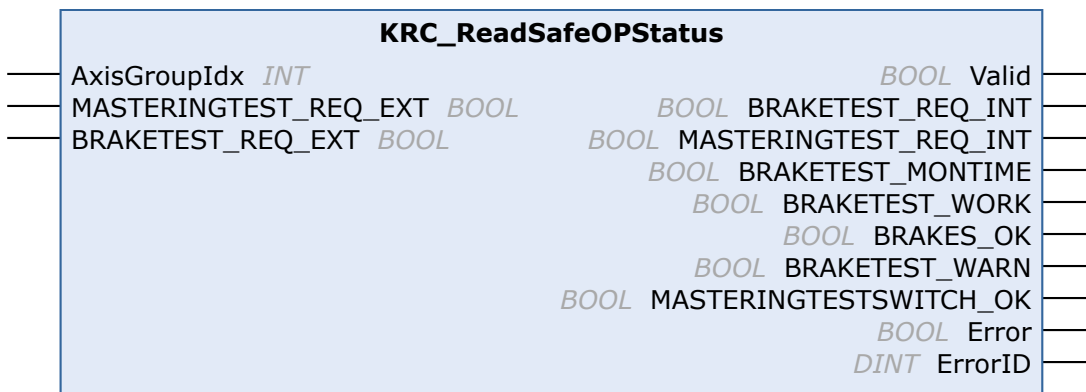 KRC_ReadSafeOPStatus
AxisGroupIdx INT BOOL Valid
MASTERINGTEST_REQ_EXT BOOL BOOL BRAKETEST_REQ_INT
BRAKETEST_REQ_EXT BOOL BOOL MASTERINGTEST_REQ_INT
BOOL BRAKETEST_MONTIME
BOOL BRAKETEST_WORK
BOOL BRAKES_OK
BOOL BRAKETEST_WARN
BOOL MASTERINGTESTSWITCH_OK
BOOL Error
DINT ErrorID